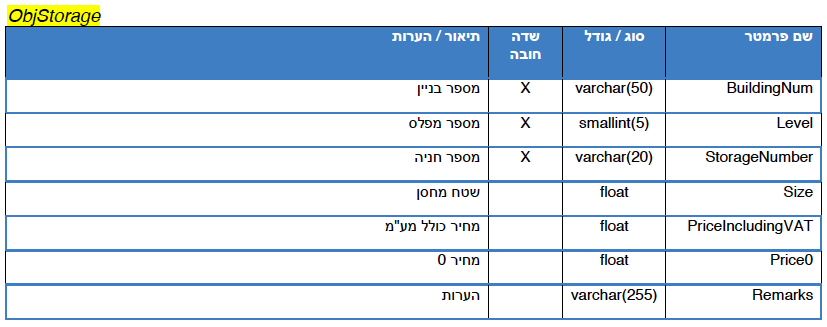 ObjStorage
שם פרמטר סוג / גודל שדה חובה תיאור / הערות
BuildingNum varchar(50) X מספר בניין
Level smallint(5) X מספר מפלס
StorageNumber varchar(20) X מספר חניה
Size float שטח מחסן
PriceIncludingVAT float מחיר כולל מע"מ
Price0 float מחיר 0
Remarks varchar(255) הערות